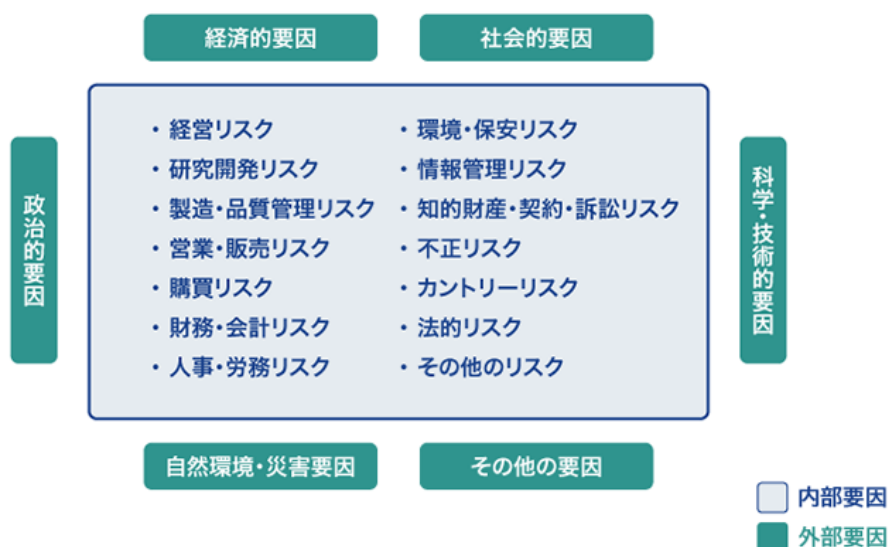 経済的要因
社会的要因
政治的要因
・経営リスク
・研究開発リスク
・製造・品質管理リスク
・営業・販売リスク
・購買リスク
・財務・会計リスク
・人事・労務リスク
・環境・保安リスク
・情報管理リスク
・知的財産・契約・訴訟リスク
・不正リスク
・カントリーリスク
・法的リスク
・その他のリスク
科学・技術的要因
自然環境・災害要因
その他の要因
内部要因
外部要因